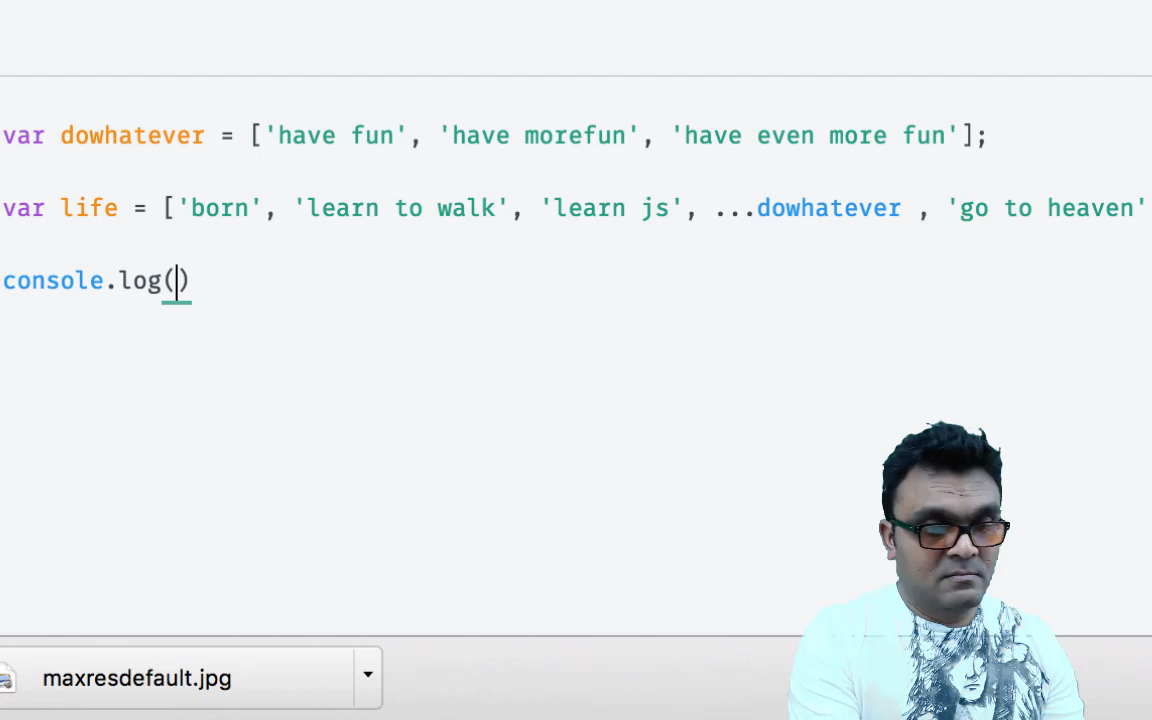 var dowhatever = ['have fun', 'have morefun', 'have even more fun'];
var life = ['born', 'learn to walk', 'learn js', ...dowhatever , 'go to heaven'
console.log()
maxresdefault.jpg